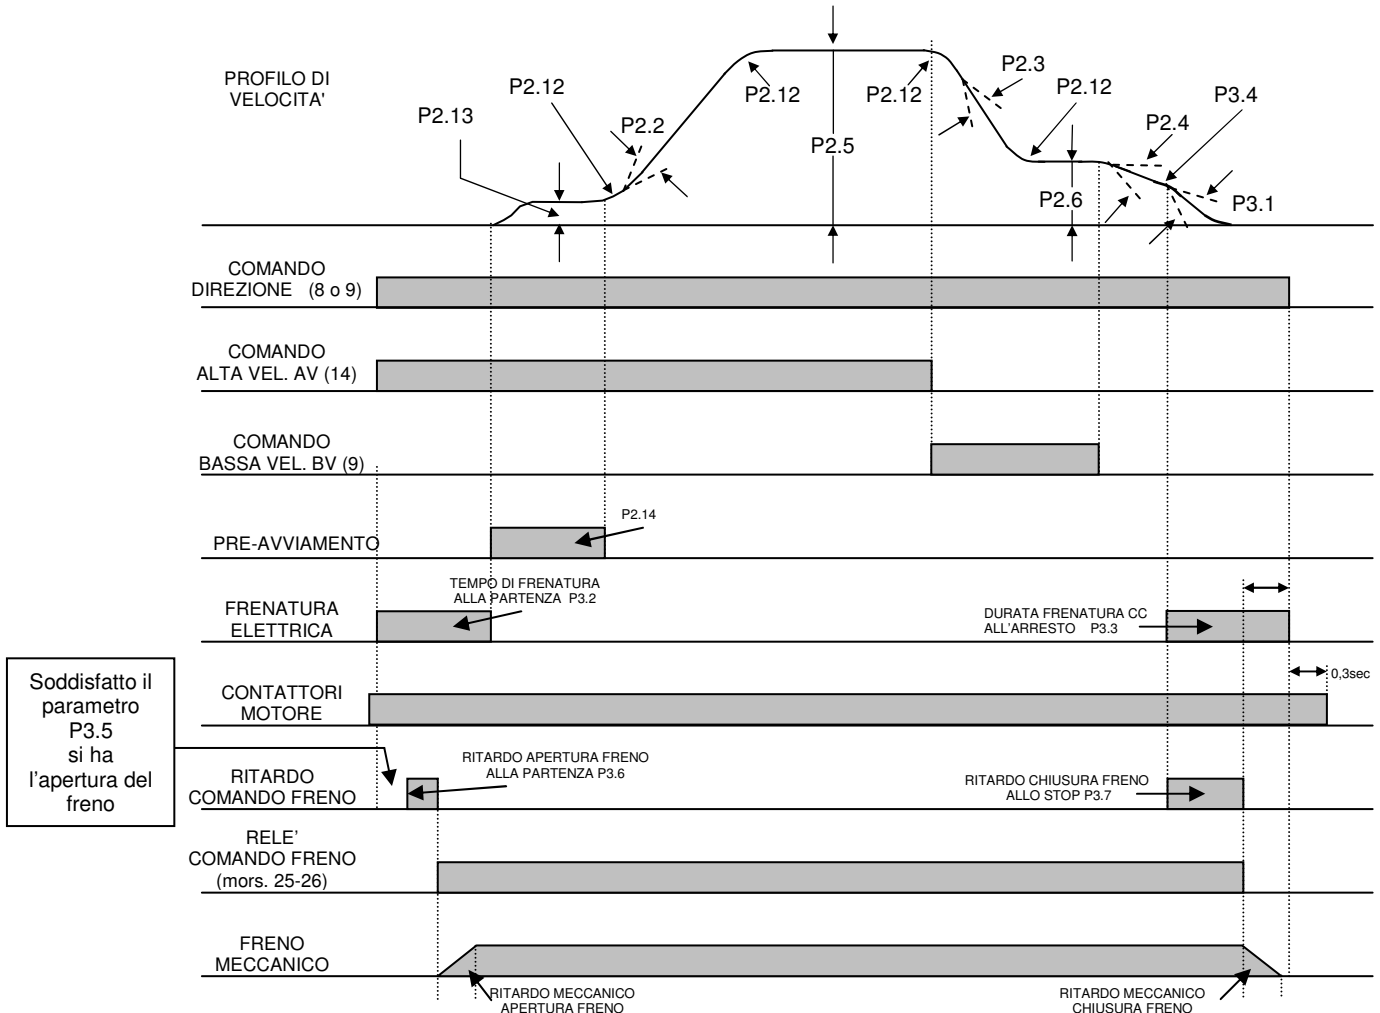 PROFILO DI
VELOCITA'
P2.13
P2.12
P2.2
P2.12
P2.5
P2.12
P2.3
P2.12
P2.6
P2.4
P3.4
P3.1
COMANDO
DIREZIONE (8 o 9)
COMANDO
ALTA VEL. AV (14)
COMANDO
BASSA VEL. BV (9)
PRE-AVVIAMENTO
P2.14
FRENATURA
ELETTRICA
TEMPO DI FRENATURA
ALLA PARTENZA P3.2
DURATA FRENATURA CC
ALL'ARRESTO P3.3
CONTATTORI
MOTORE
0,3sec
Soddisfatto il
parametro
P3.5
si ha
l'apertura del
freno
RITARDO
COMANDO FRENO
RITARDO APERTURA FRENO
ALLA PARTENZA P3.6
RITARDO CHIUSURA FRENO
ALLO STOP P3.7
RELE'
COMANDO FRENO
(mors. 25-26)
FRENO
MECCANICO
RITARDO MECCANICO
APERTURA FRENO
RITARDO MECCANICO
CHIUSURA FRENO